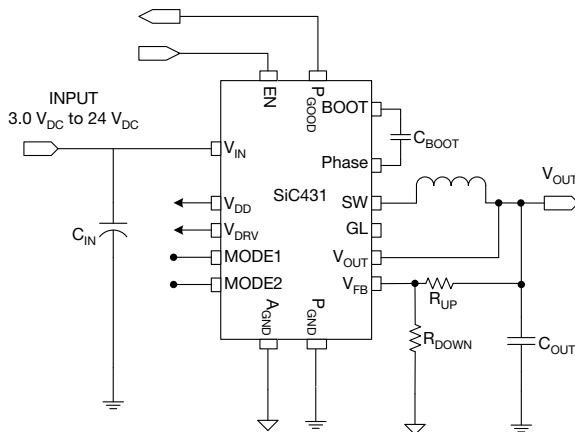 INPUT
3.0 VDC to 24 VDC
EN
PGOOD
BOOT
CBOOT
Phase
VIN
SiC431
VOUT
SW
VDD
GL
CIN
VDRV
VOUT
MODE1
MODE2
VFB
RUP
AGND
PGND
RDOWN
COUT